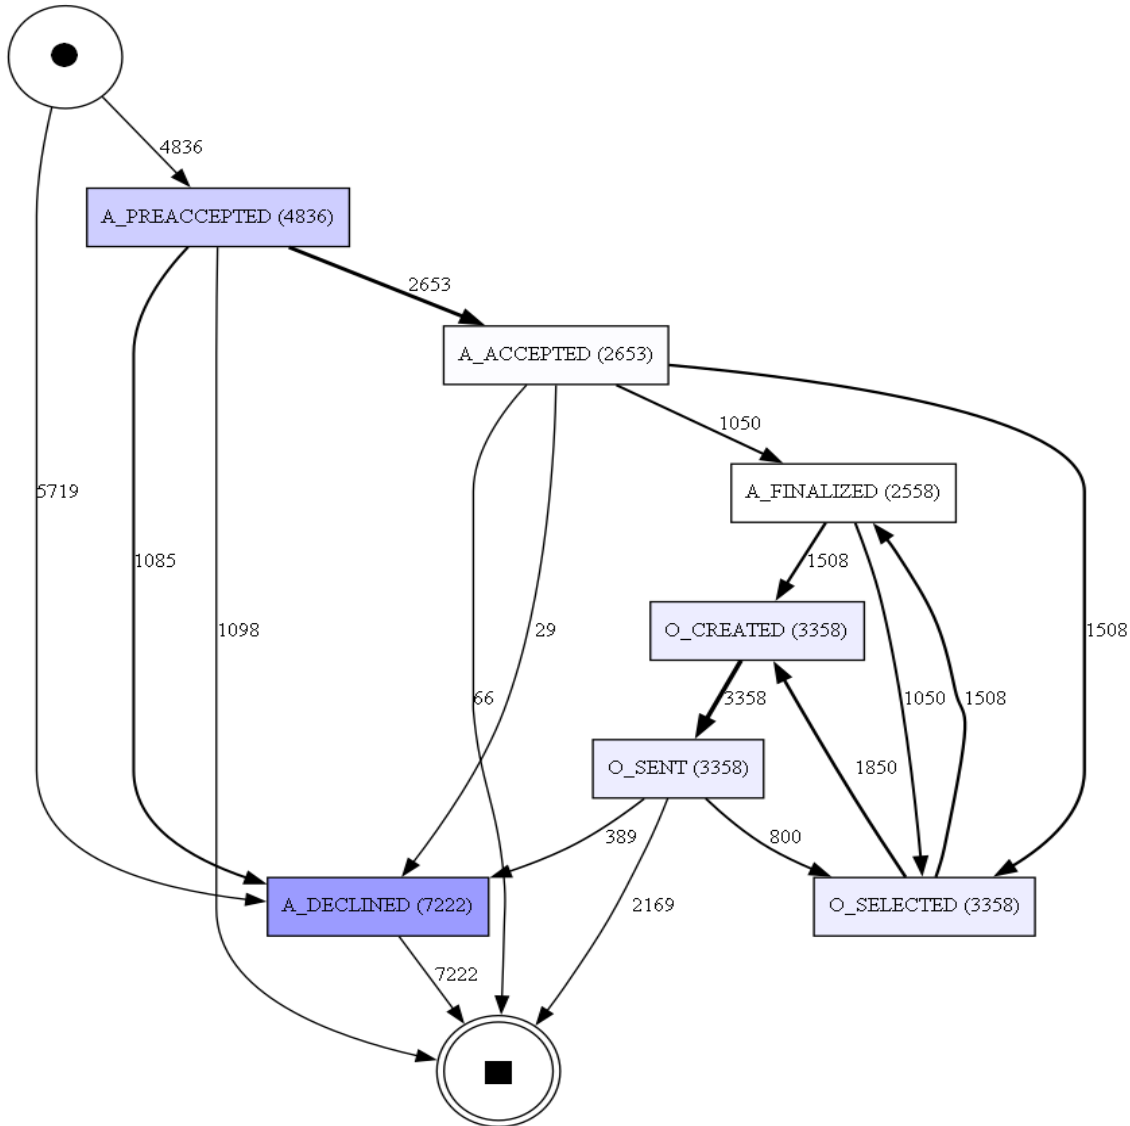 4836
A_PREACCEPTED (4836)
2653
A_ACCEPTED (2653)
1050
A_FINALIZED (2558)
5719
1085
1508
O_CREATED (3358)
1098
29
1508
66
3358
1050
1508
O_SENT (3358)
1850
389
800
A_DECLINED (7222)
2169
O_SELECTED (3358)
7222